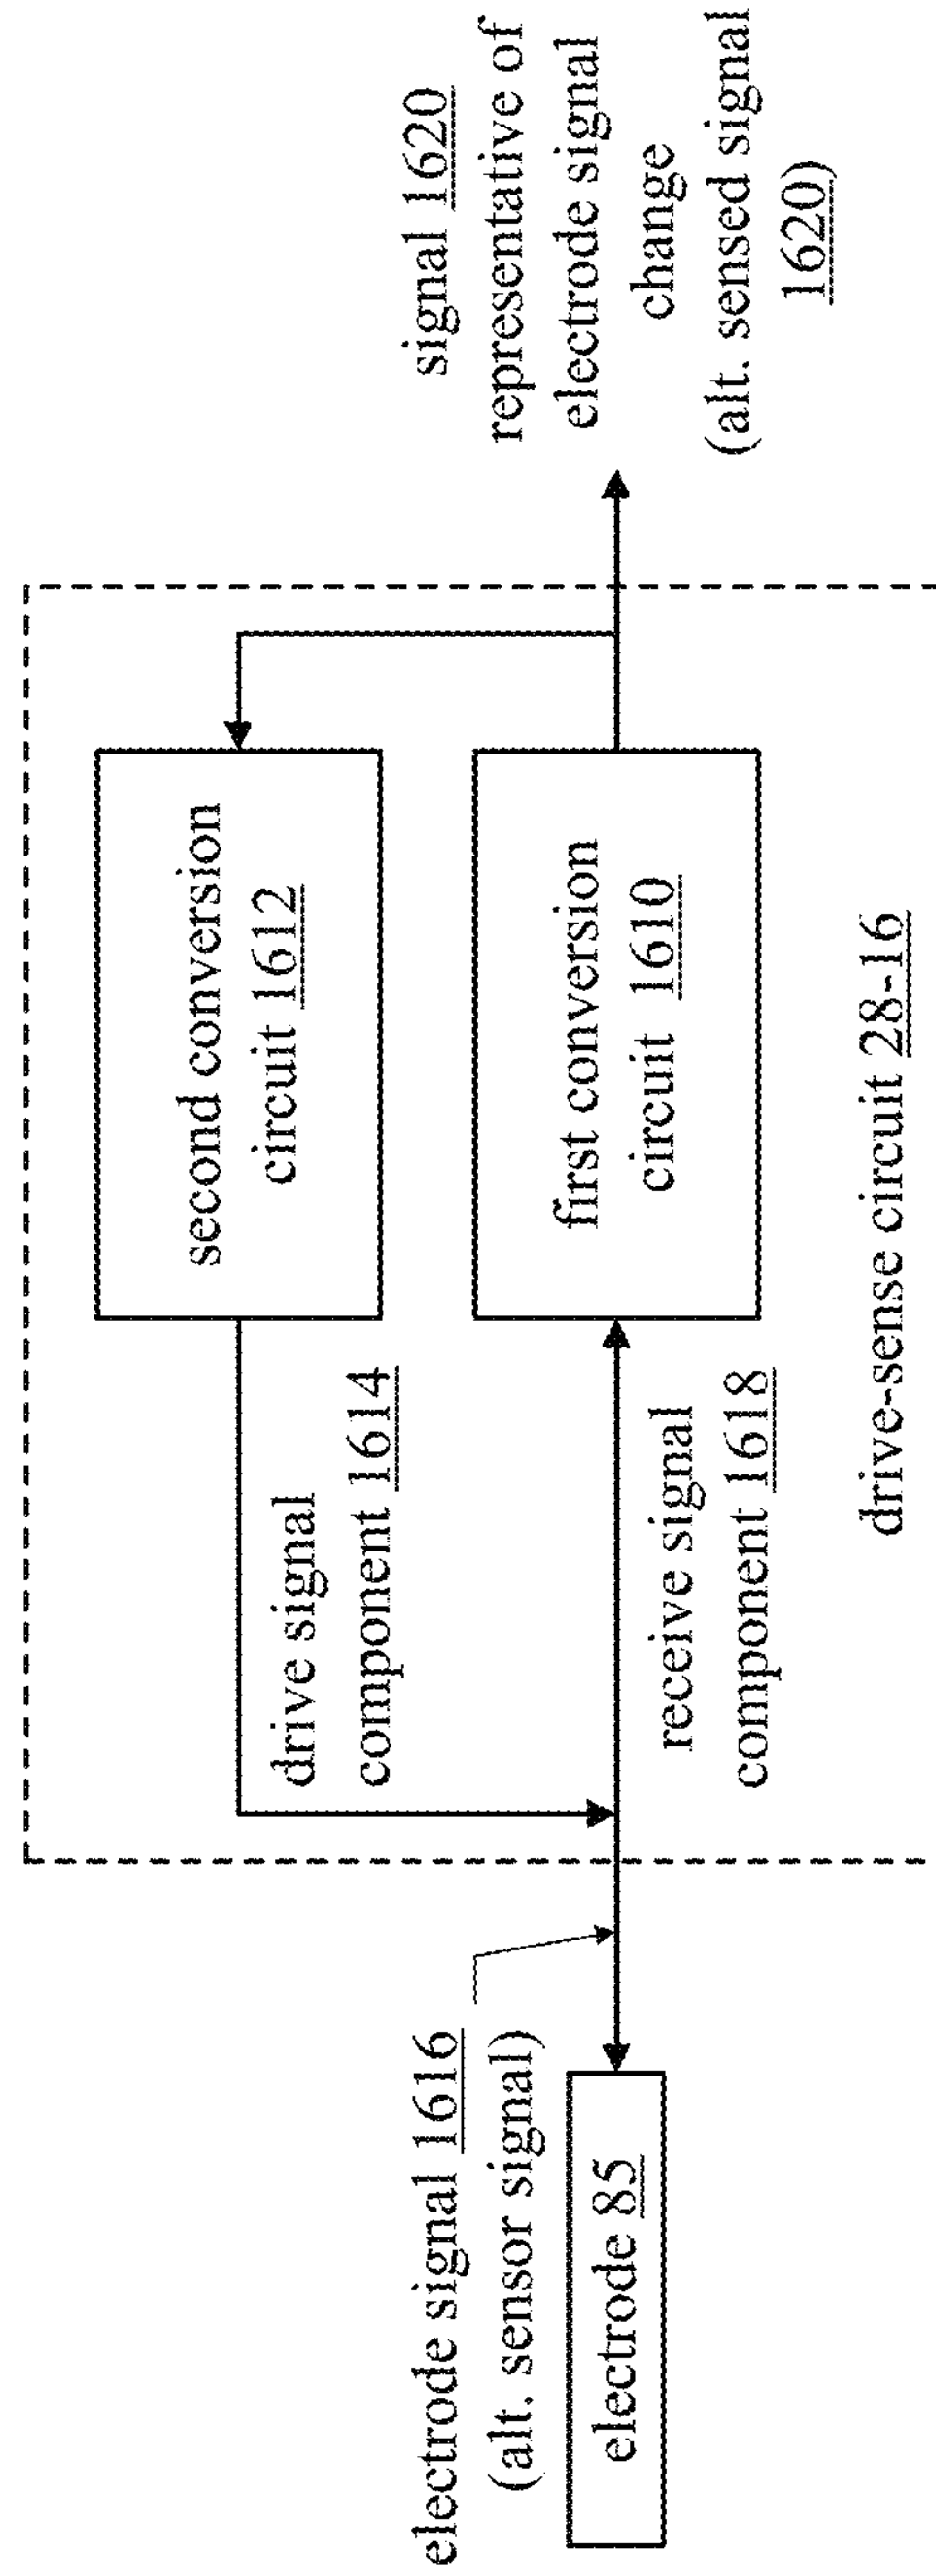 electrode signal 1616
(alt. sensor signal)
electrode 85
drive signal
component 1614
receive signal
component 1618
second conversion
circuit 1612
first conversion
circuit 1610
drive-sense circuit 28-16
signal 1620
representative of
electrode signal
change
(alt. sensed signal
1620)